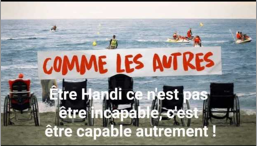 COMME LES AUTRES
Être Handi ce n'est pas
être incapable, c'est
être capable autrement !